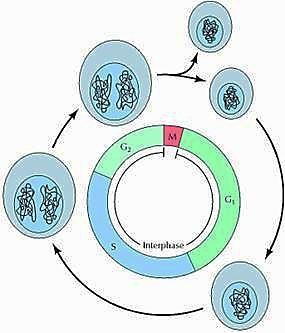 M
G₂
G₁
S
Interphase